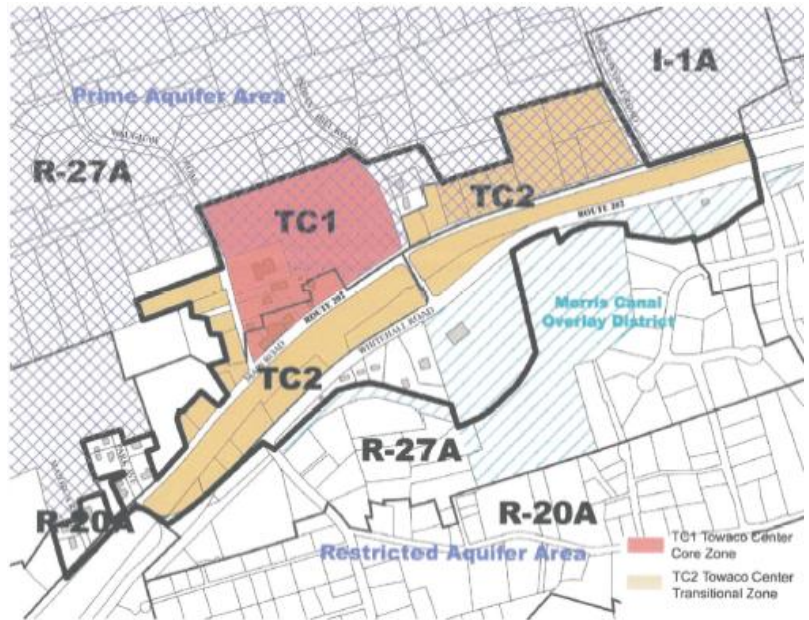 I-1A
Prime Aquifer Area
R-27A
TC1
TC2
ROUTE 202
Morris Canal
Overlay District
ROUTE 202
WHITEHALL ROAD
TC2
R-27A
R-20A
R-20A
Restricted Aquifer Area
TC1 Towaco Center
Core Zone
TC2 Towaco Center
Transitional Zone